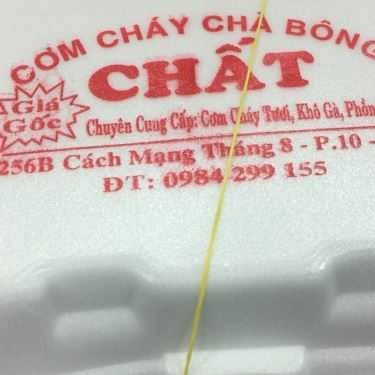 CƠM CHÁY CHÀ BÔNG
CHẤT
Giá
Gốc
Chuyên Cung Cấp: Cơm Cháy Tươi, Khô Gà, Phồn
256B Cách Mạng Tháng 8 - P.10 -
ĐT: 0984 299 155